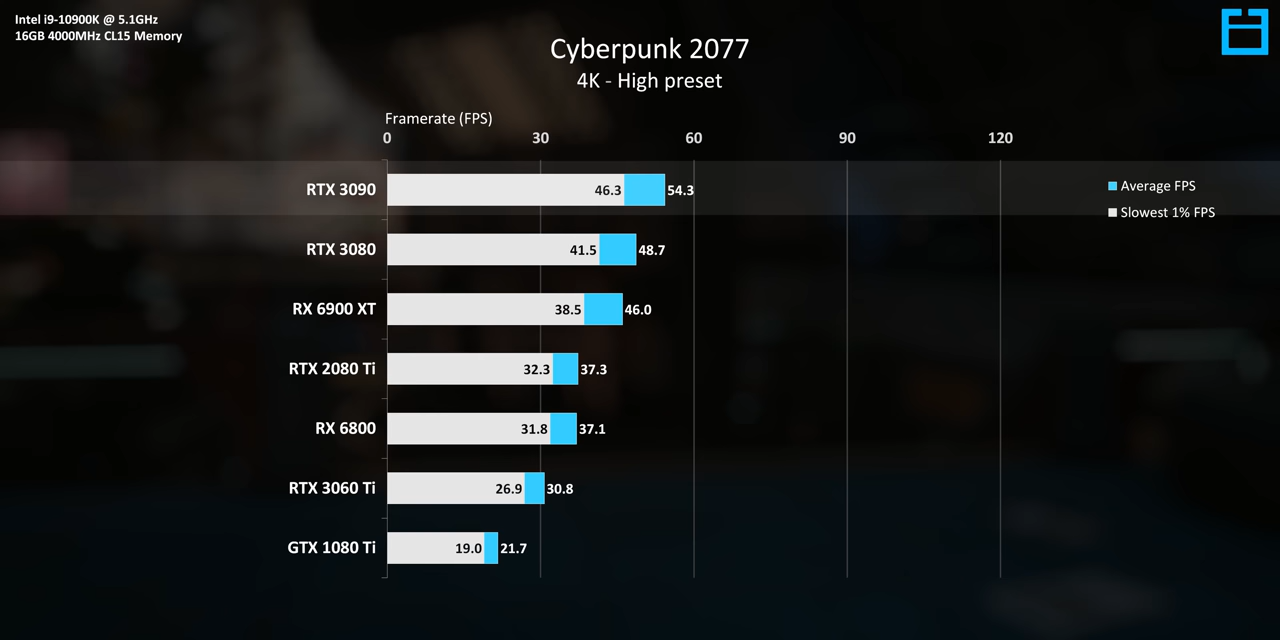 Intel i9-10900K @ 5.1GHz
16GB 4000MHz CL15 Memory
Cyberpunk 2077
4K - High preset
Framerate (FPS)
0 30 60 90 120
RTX 3090 46.3 54.3
Average FPS
Slowest 1% FPS
RTX 3080 41.5 48.7
RX 6900 XT 38.5 46.0
RTX 2080 Ti 32.3 37.3
RX 6800 31.8 37.1
RTX 3060 Ti 26.9 30.8
GTX 1080 Ti 19.0 21.7